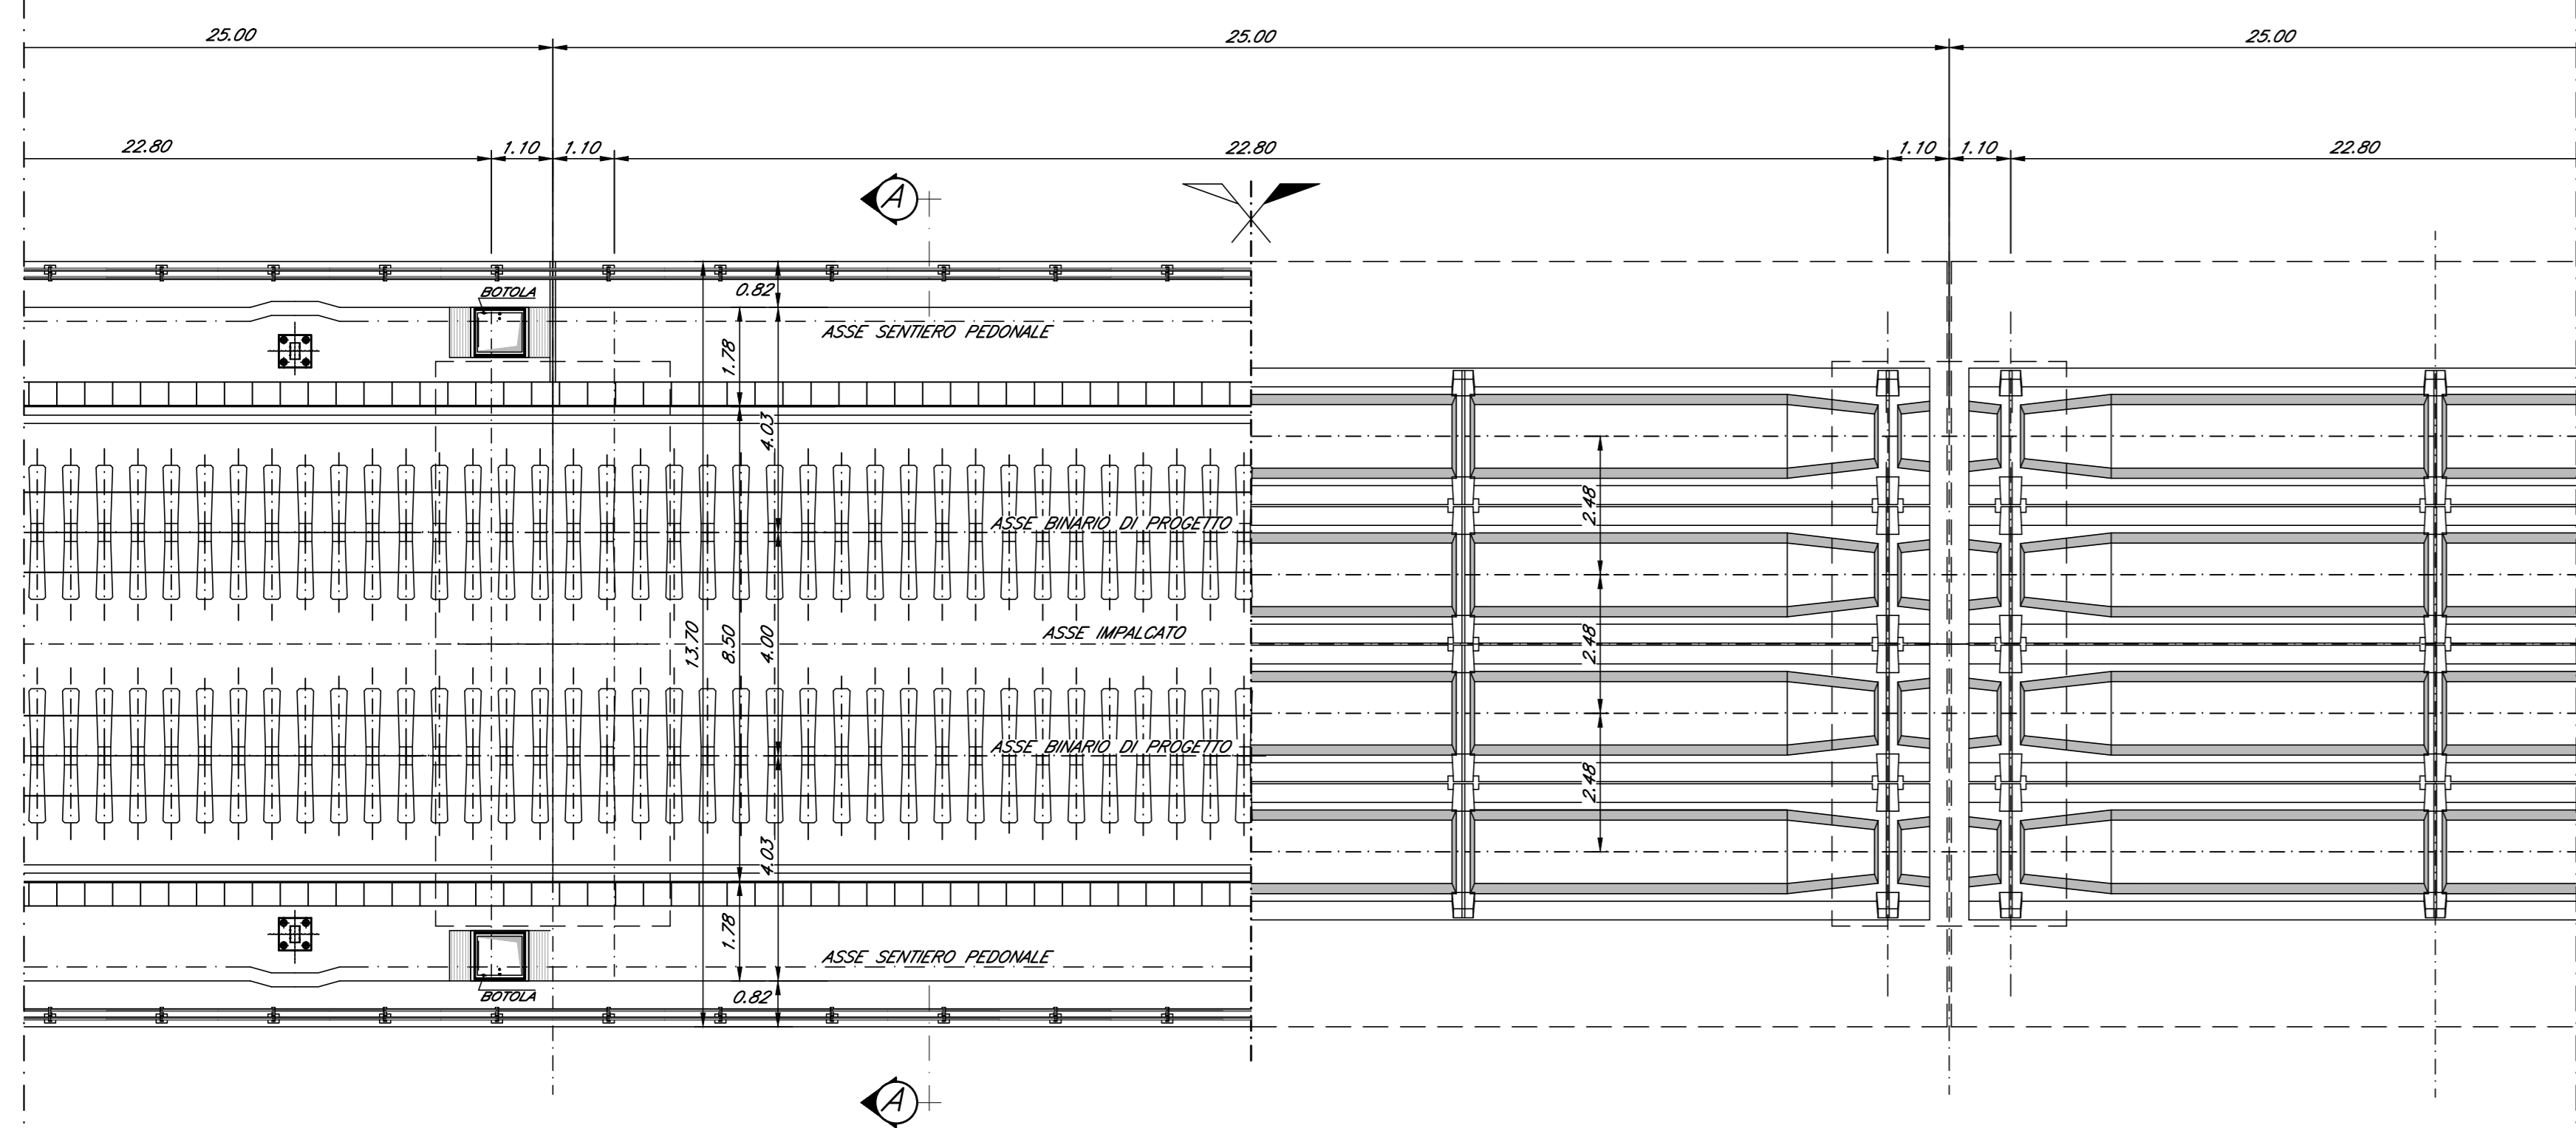 25.00
25.00
25.00
22.80
1.10
1.10
22.80
1.10
1.10
22.80
A
BOTOLA
0.82
ASSE SENTIERO PEDONALE
1.78
4.03
2.48
ASSE BINARIO DI PROGETTO
ASSE IMPALCATO
13.70
8.50
4.00
2.48
ASSE BINARIO DI PROGETTO
2.48
4.03
1.78
ASSE SENTIERO PEDONALE
BOTOLA
0.82
A